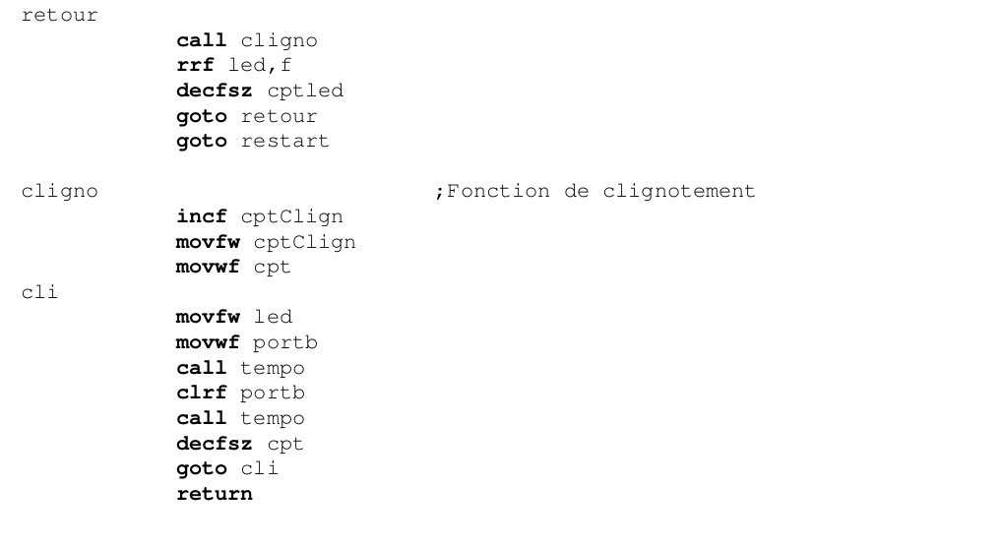 retour
call cligno
rrf led,f
decfsz cptled
goto retour
goto restart
cligno ;Fonction de clignotement
incf cptClign
movfw cptClign
movwf cpt
cli
movfw led
movwf portb
call tempo
clrf portb
call tempo
decfsz cpt
goto cli
return